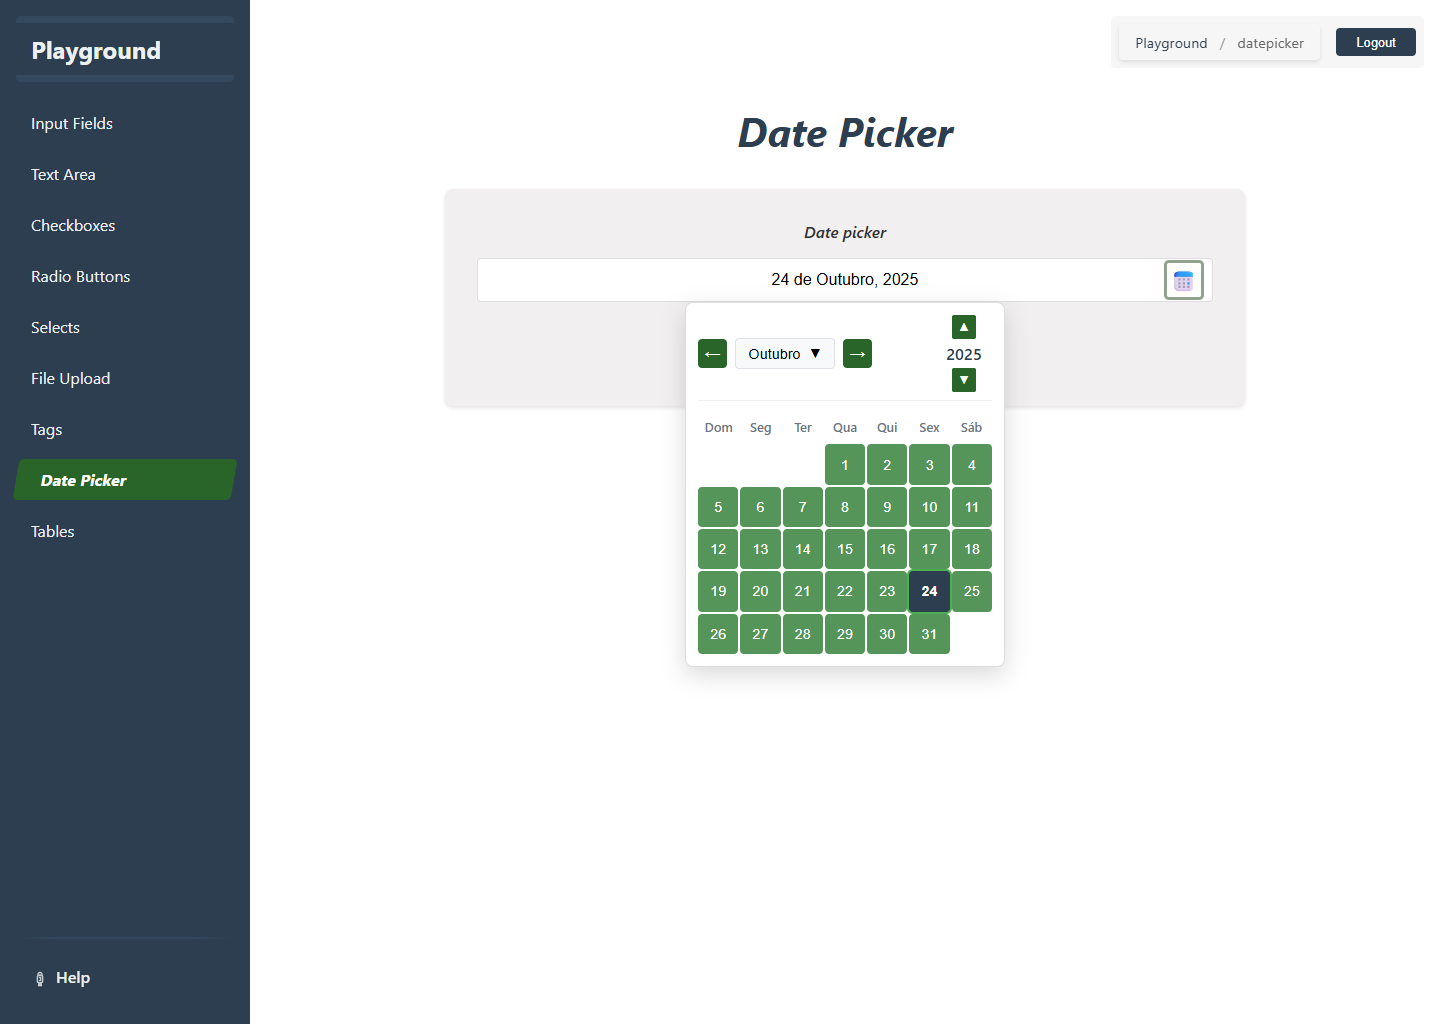 Playground
Input Fields
Text Area
Checkboxes
Radio Buttons
Selects
File Upload
Tags
Date Picker
Tables
Help
Playground / datepicker
Logout
Date Picker
Date picker
24 de Outubro, 2025
← Outubro ▼ →
▲
2025
▼
Dom Seg Ter Qua Qui Sex Sáb
1 2 3 4
5 6 7 8 9 10 11
12 13 14 15 16 17 18
19 20 21 22 23 24 25
26 27 28 29 30 31